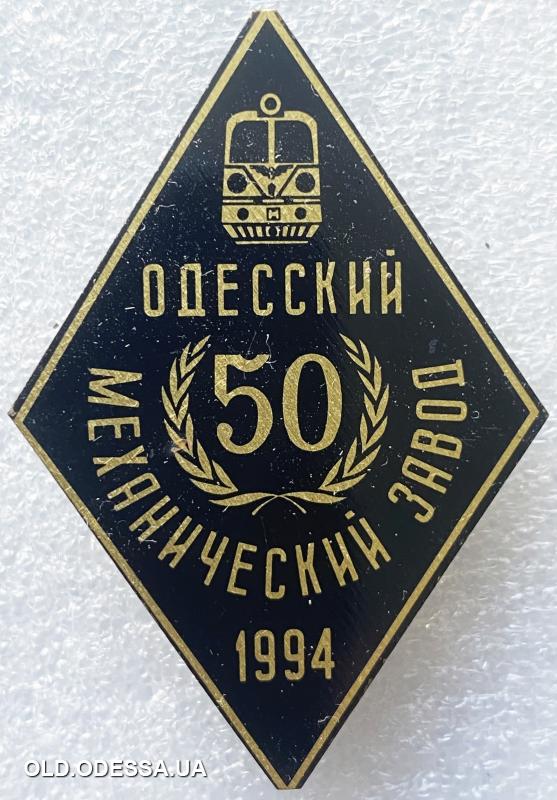 ОДЕССКИЙ
50
МЕХАНИЧЕСКИЙ ЗАВОД
1994
OLD.ODESSA.UA